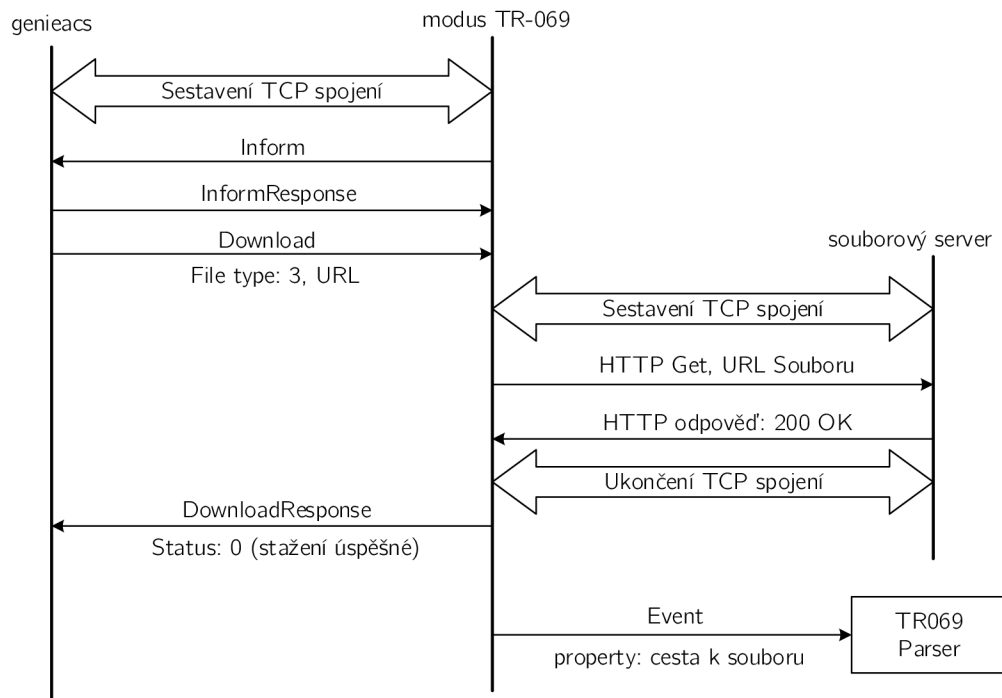 genieacs
modus TR-069
Sestavení TCP spojení
Inform
InformResponse
Download
File type: 3, URL
souborový server
Sestavení TCP spojení
HTTP Get, URL Souboru
HTTP odpověď: 200 OK
Ukončení TCP spojení
DownloadResponse
Status: 0 (stažení úspěšné)
Event
property: cesta k souboru
TR069
Parser